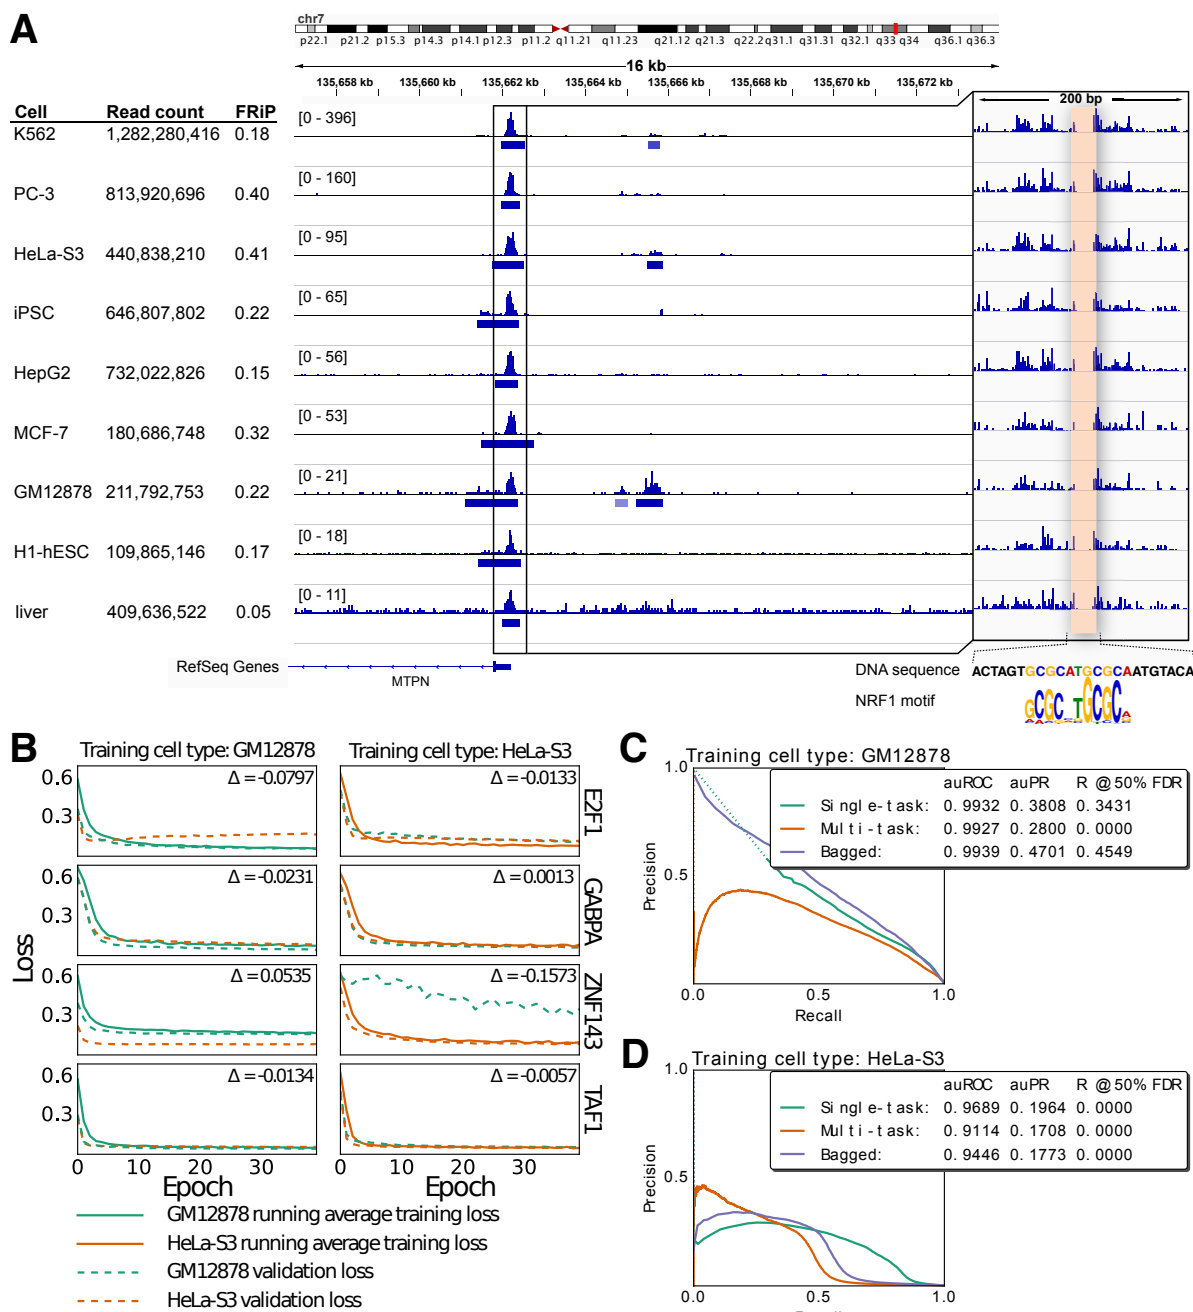 A
chr7
p22.1 p21.2 p15.3 p14.3 p14.1 p12.3 p11.2 q11.21 q11.23 q21.12 q21.3 q22.2 q31.1 q31.31 q32.1 q33 q34 q36.1 q36.3
16 kb
135,658 kb 135,660 kb 135,662 kb 135,664 kb 135,666 kb 135,668 kb 135,670 kb 135,672 kb
200 bp
Cell Read count FRiP
K562 1,282,280,416 0.18 [0 - 396]
PC-3 813,920,696 0.40 [0 - 160]
HeLa-S3 440,838,210 0.41 [0 - 95]
iPSC 646,807,802 0.22 [0 - 65]
HepG2 732,022,826 0.15 [0 - 56]
MCF-7 180,686,748 0.32 [0 - 53]
GM12878 211,792,753 0.22 [0 - 21]
H1-hESC 109,865,146 0.17 [0 - 18]
liver 409,636,522 0.05 [0 - 11]
RefSeq Genes
MTPN
DNA sequence ACTAGTGCGCATGCGCAATGTACA
NRF1 motif GCGC TGCGCA
B
Training cell type: GM12878 Training cell type: HeLa-S3
0.6 Δ = -0.0797 Δ = -0.0133 E2F1
0.3
0.6 Δ = -0.0231 Δ = 0.0013 GABPA
0.3
Loss
0.6 Δ = 0.0535 Δ = -0.1573 ZNF143
0.3
0.6 Δ = -0.0134 Δ = -0.0057 TAF1
0.3
0 10 20 30 0 10 20 30
Epoch Epoch
GM12878 running average training loss
HeLa-S3 running average training loss
GM12878 validation loss
HeLa-S3 validation loss
C
Training cell type: GM12878
1.0
auROC auPR R @ 50% FDR
Single-task: 0.9932 0.3808 0.3431
Multi-task: 0.9927 0.2800 0.0000
Bagged: 0.9939 0.4701 0.4549
0.5
Precision
0.0 0.5 1.0
Recall
D
Training cell type: HeLa-S3
1.0
auROC auPR R @ 50% FDR
Single-task: 0.9689 0.1964 0.0000
Multi-task: 0.9114 0.1708 0.0000
Bagged: 0.9446 0.1773 0.0000
0.5
Precision
0.0 0.5 1.0